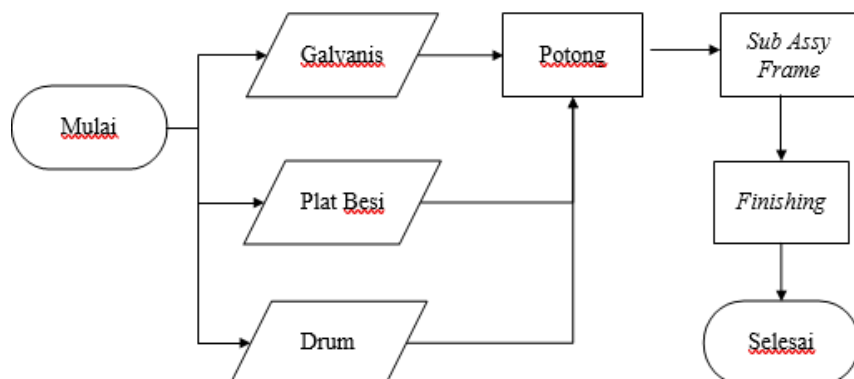 Galvanis
Potong
Sub Assy
Frame
Mulai
Plat Besi
Finishing
Drum
Selesai